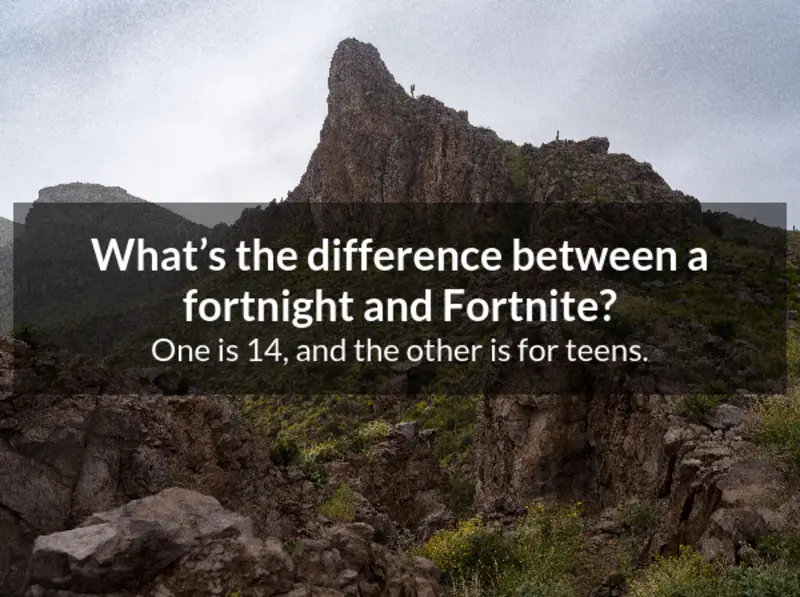 What’s the difference between a
fortnight and Fortnite?
One is 14, and the other is for teens.